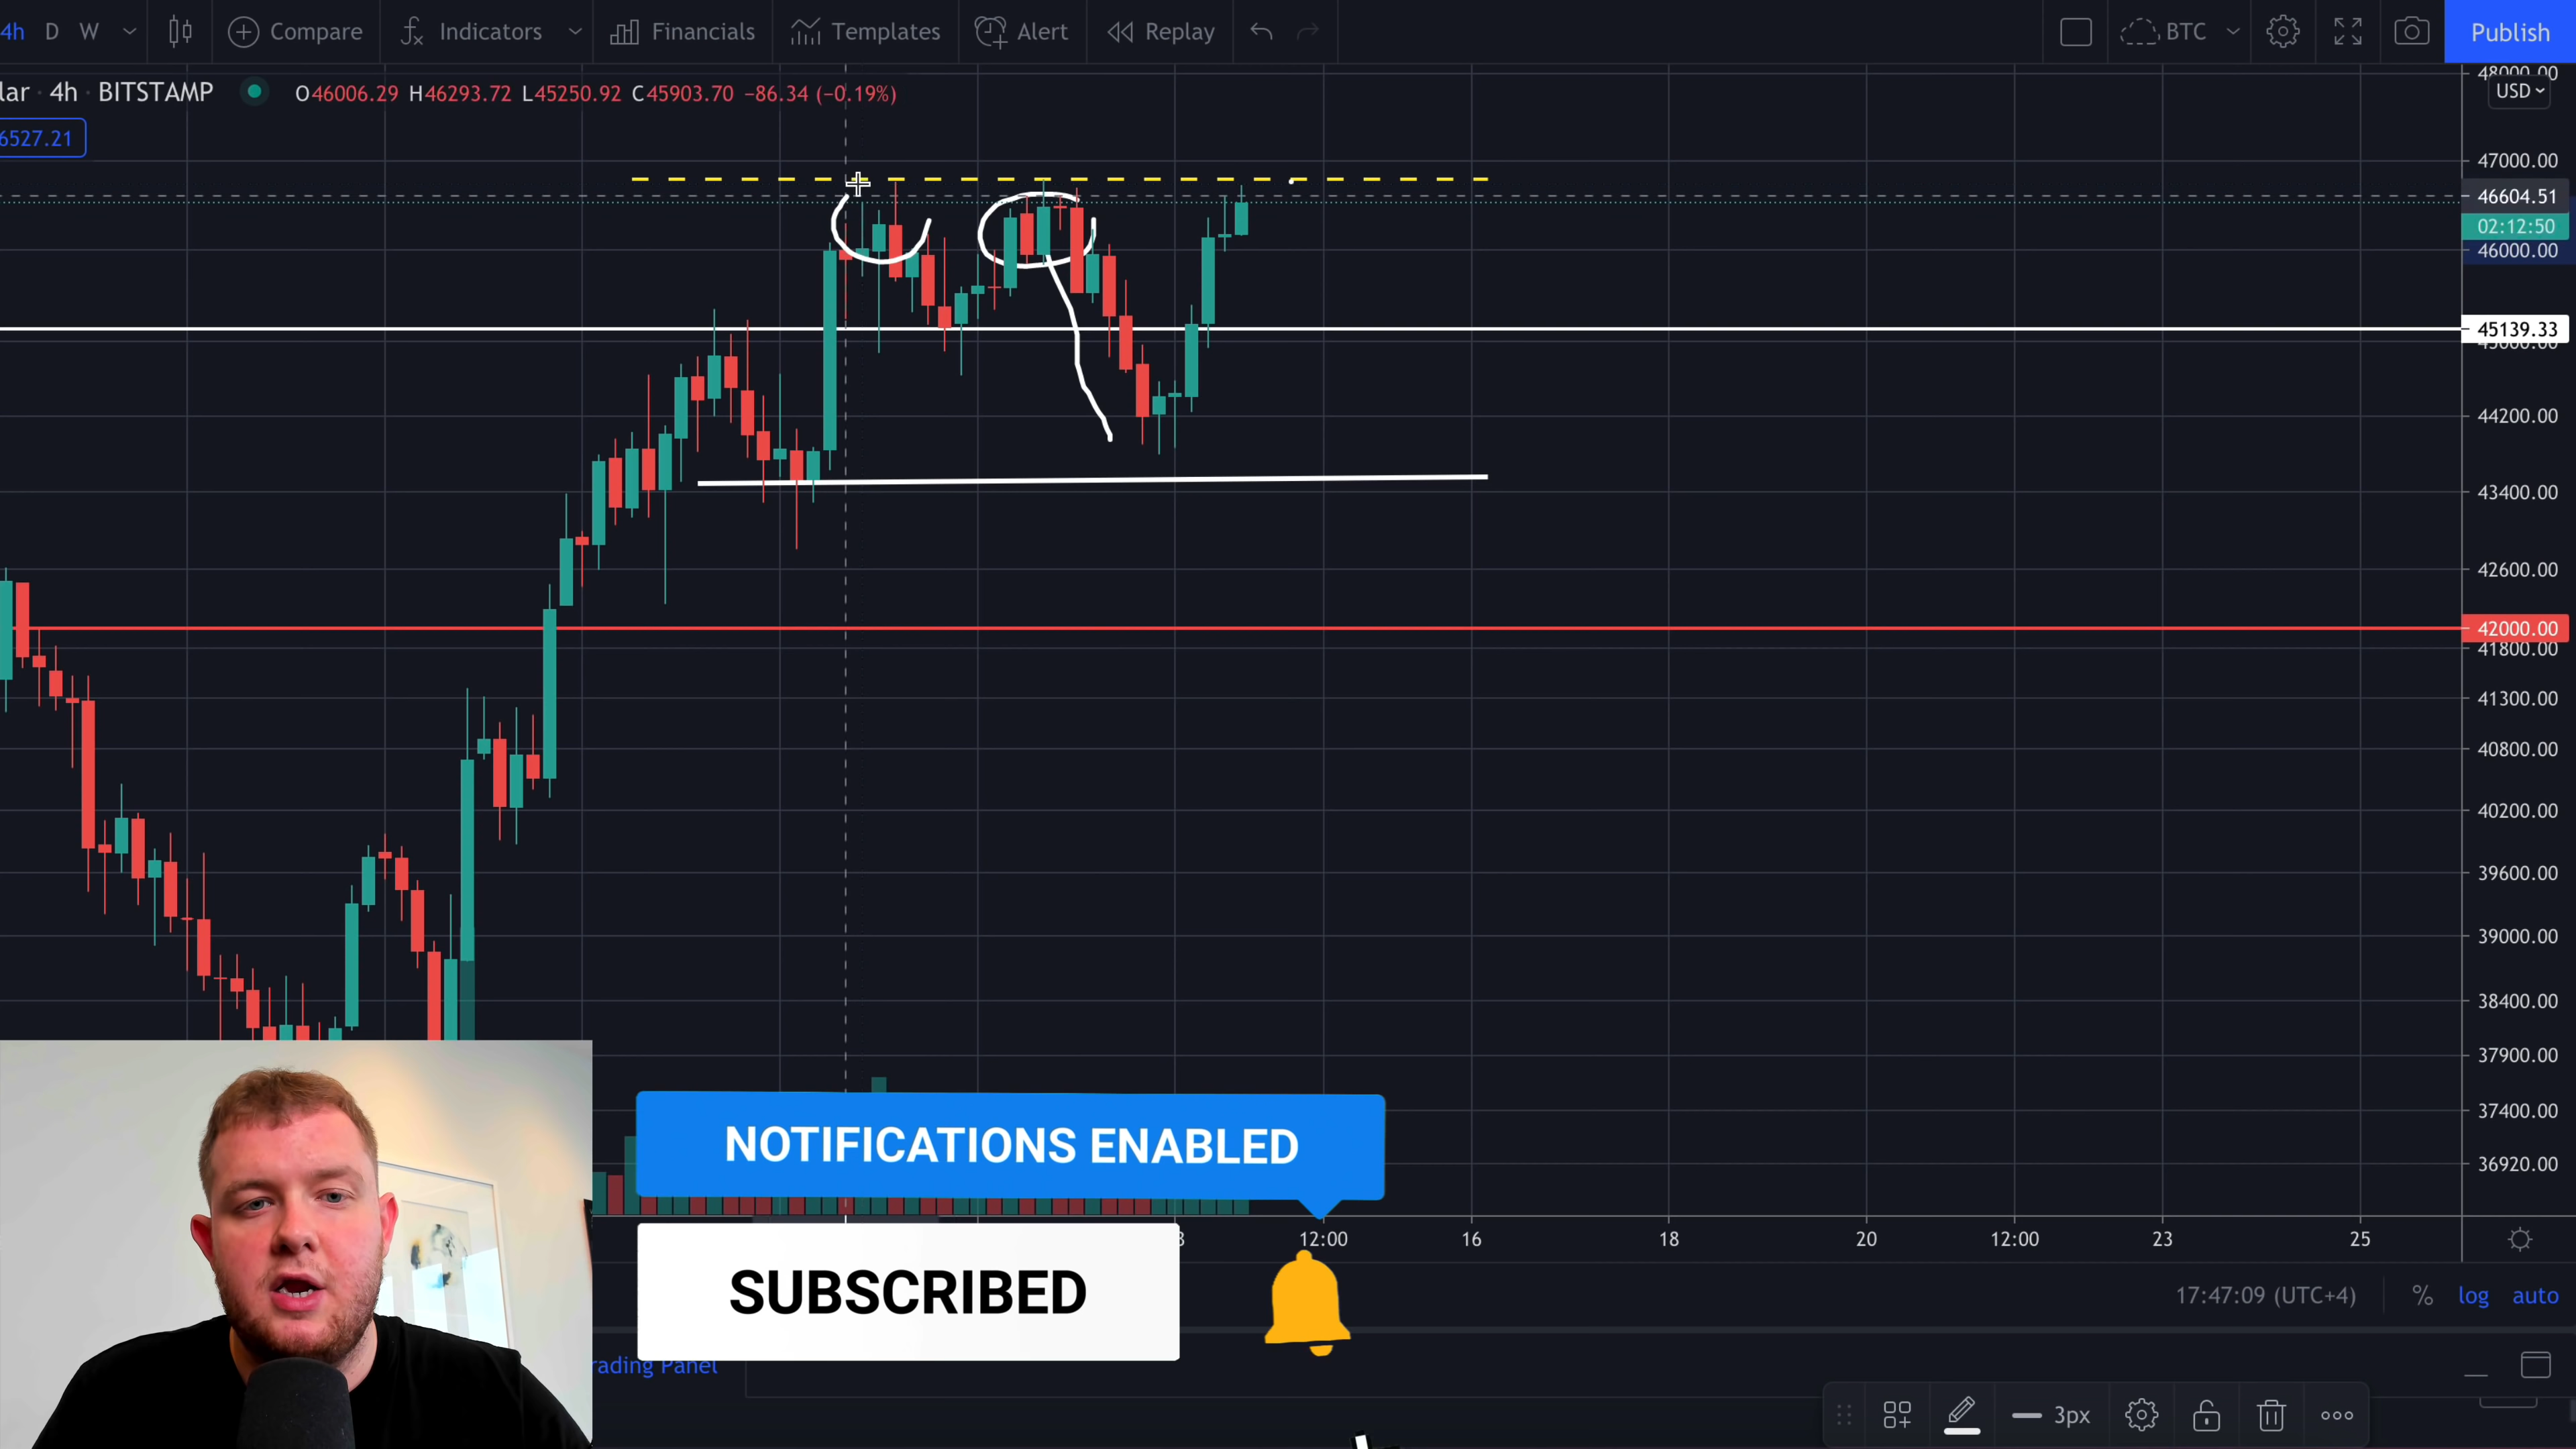 4h D W Compare Indicators Financials Templates Alert Replay BTC Publish
lar · 4h · BITSTAMP O46006.29 H46293.72 L45250.92 C45903.70 −86.34 (−0.19%)
6527.21
48000.00
USD
47000.00
46604.51
02:12:50
46000.00
45139.33
45000.00
44200.00
43400.00
42600.00
42000.00
41800.00
41300.00
40800.00
40200.00
39600.00
39000.00
38400.00
37900.00
37400.00
36920.00
NOTIFICATIONS ENABLED
12:00 16 18 20 12:00 23 25
SUBSCRIBED
17:47:09 (UTC+4) % log auto
rading Panel
3px